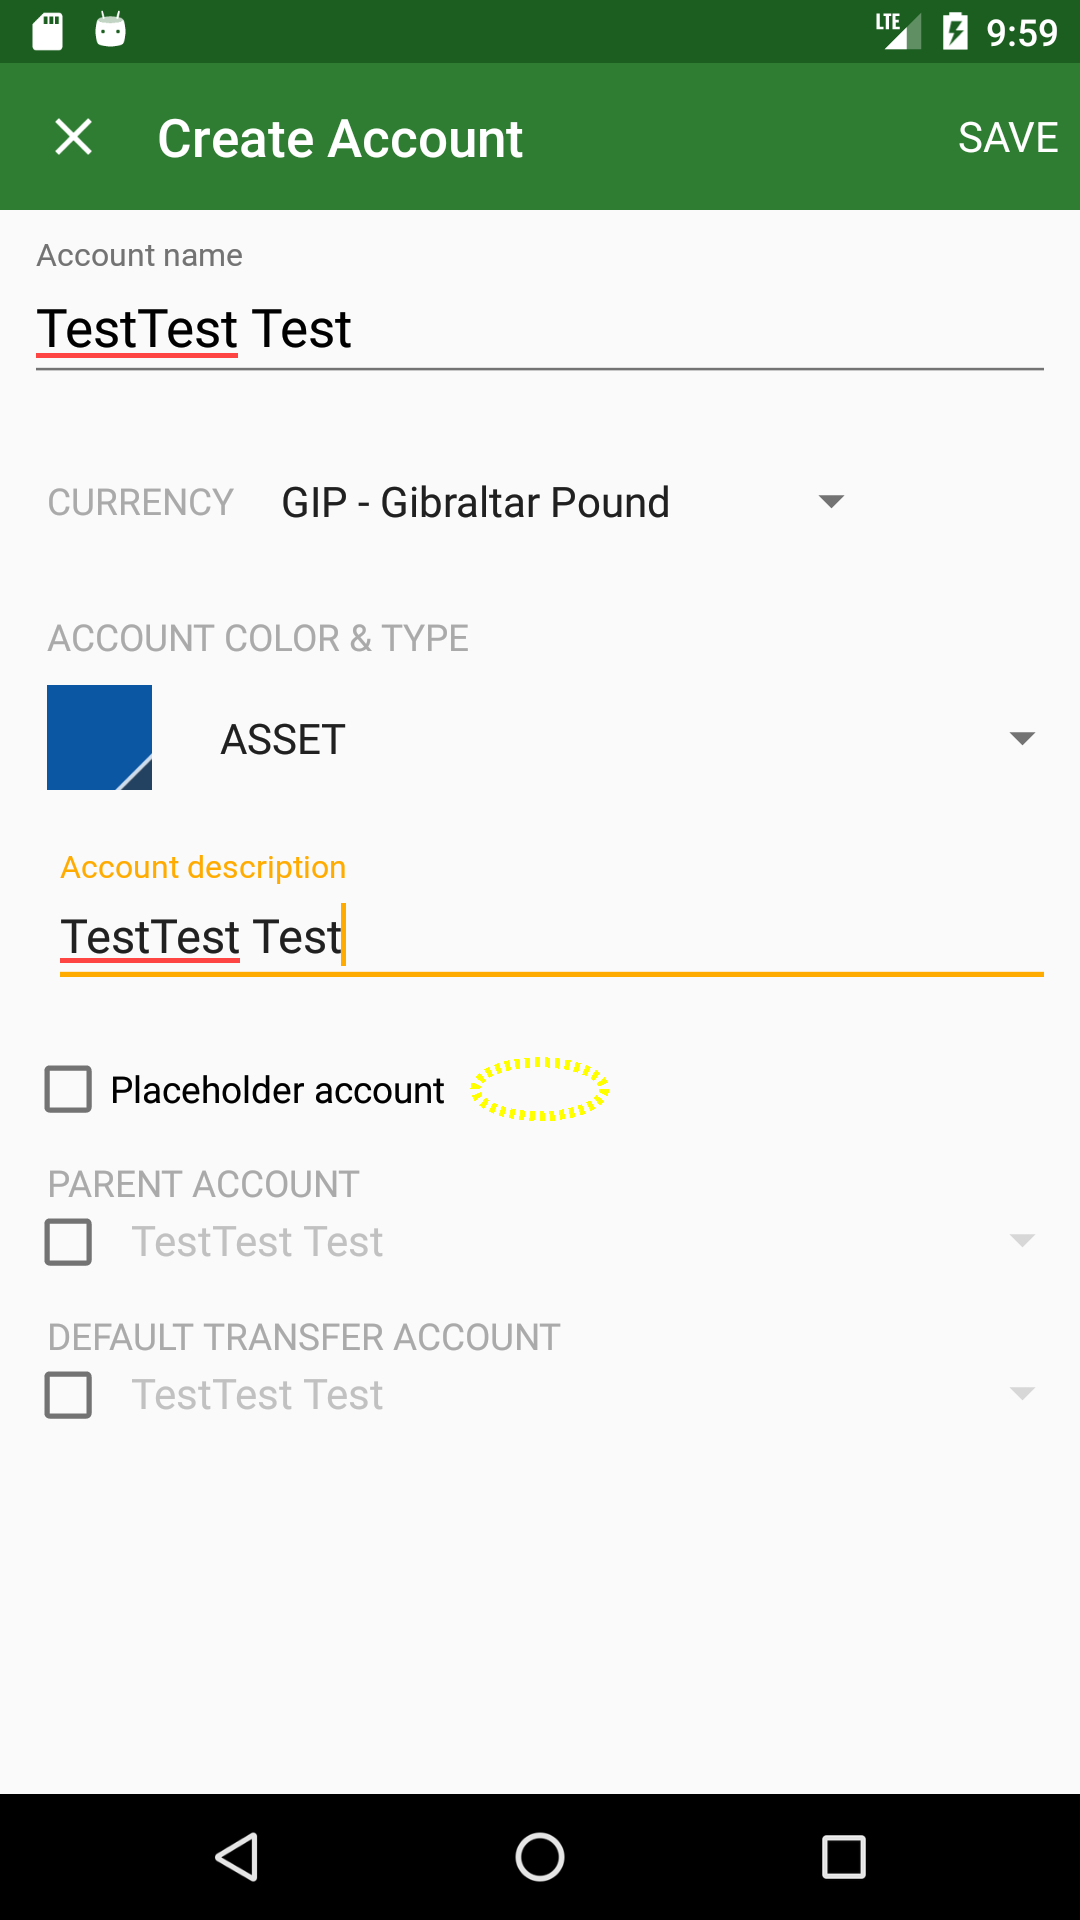 LTE 9:59
Create Account SAVE
Account name
TestTest Test
CURRENCY GIP - Gibraltar Pound
ACCOUNT COLOR & TYPE
ASSET
Account description
TestTest Test
Placeholder account
PARENT ACCOUNT
TestTest Test
DEFAULT TRANSFER ACCOUNT
TestTest Test